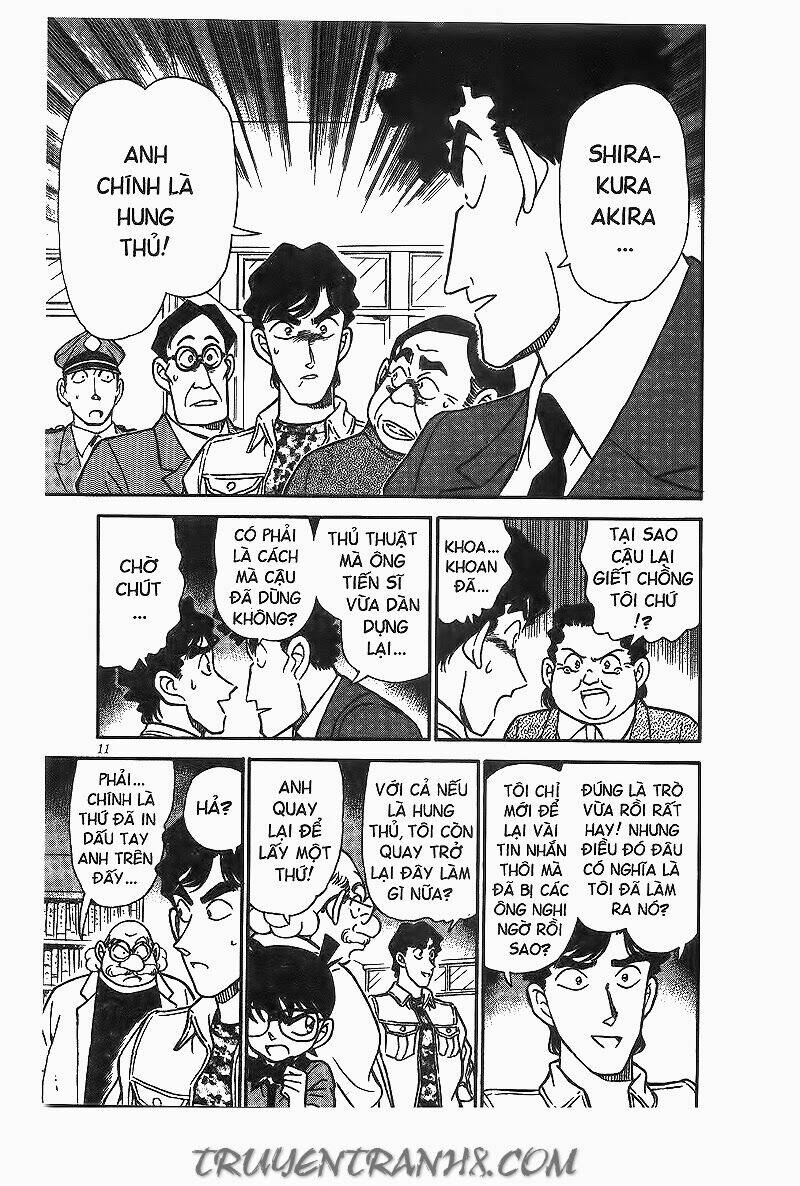 SHIRA-
KURA
AKIRA
...
ANH
CHÍNH LÀ
HUNG
THỦ!
TẠI SAO
CẬU LẠI
GIẾT CHỒNG
TÔI CHỨ
!?
KHOA...
KHOAN
ĐÃ...
THỦ THUẬT
MÀ ÔNG
TIẾN SĨ
VỪA DÀN
DỰNG
LẠI...
CÓ PHẢI
LÀ CÁCH
MÀ CẬU
ĐÃ DÙNG
KHÔNG?
CHỜ
CHÚT
...
11
ĐÚNG LÀ TRÒ
VỪA RỒI RẤT
HAY! NHƯNG
ĐIỀU ĐÓ ĐÂU
CÓ NGHĨA LÀ
TÔI ĐÃ LÀM
RA NÓ?
TÔI CHỈ
MỚI ĐỂ
LẠI VÀI
TIN NHẮN
THÔI MÀ
ĐÃ BỊ CÁC
ÔNG NGHI
NGỜ RỒI
SAO?
VỚI CẢ NẾU
LÀ HUNG
THỦ, TÔI CÒN
QUAY TRỞ
LẠI ĐÂY LÀM
GÌ NỮA?
ANH
QUAY
LẠI ĐỂ
LẤY MỘT
THỨ!
HẢ?
PHẢI...
CHÍNH LÀ
THỨ ĐÃ IN
DẤU TAY
ANH TRÊN
ĐẤY...
TRUYENTRANH8.COM